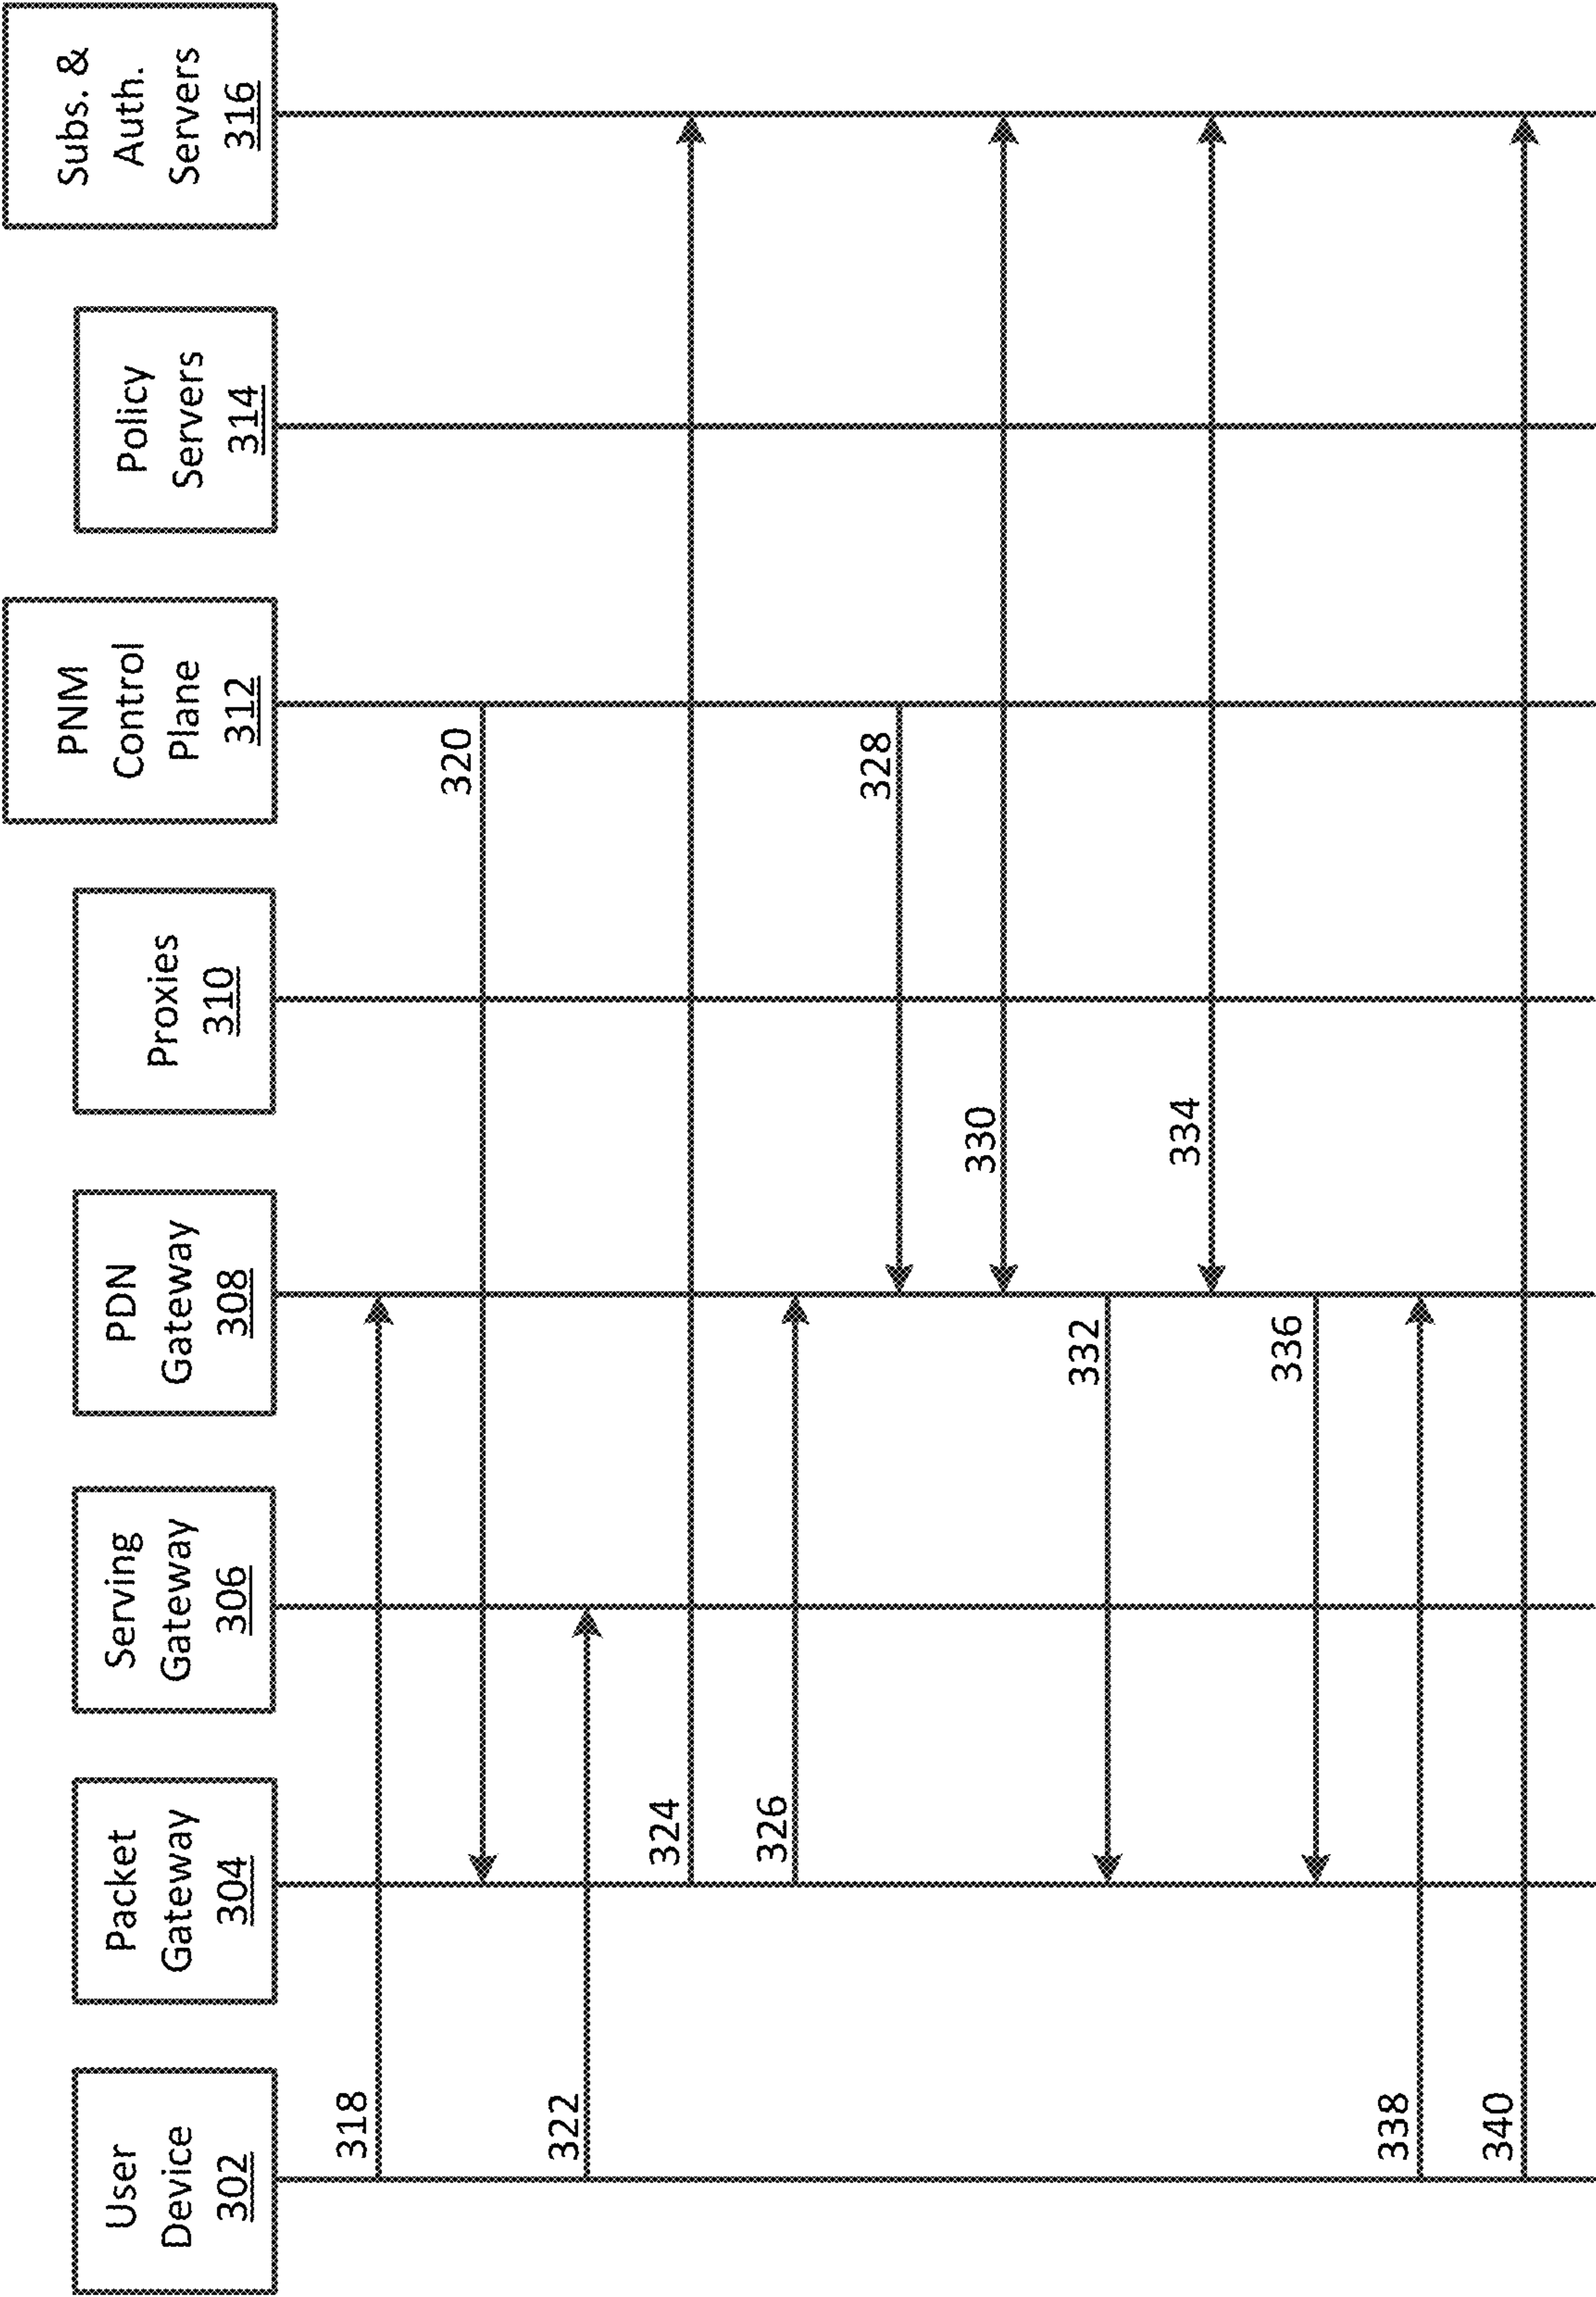 User
Device
302
Packet
Gateway
304
Serving
Gateway
306
PDN
Gateway
308
Proxies
310
PNM
Control
Plane
312
Policy
Servers
314
Subs. &
Auth.
Servers
316
318
320
322
324
326
328
330
332
334
336
338
340